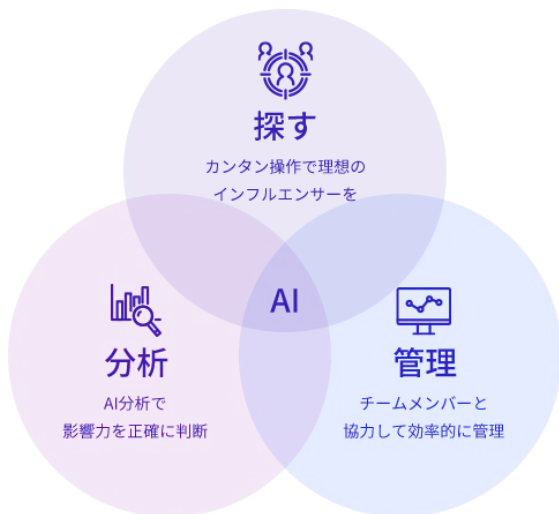 探す
カンタン操作で理想の
インフルエンサーを
AI
分析
AI分析で
影響力を正確に判断
管理
チームメンバーと
協力して効率的に管理